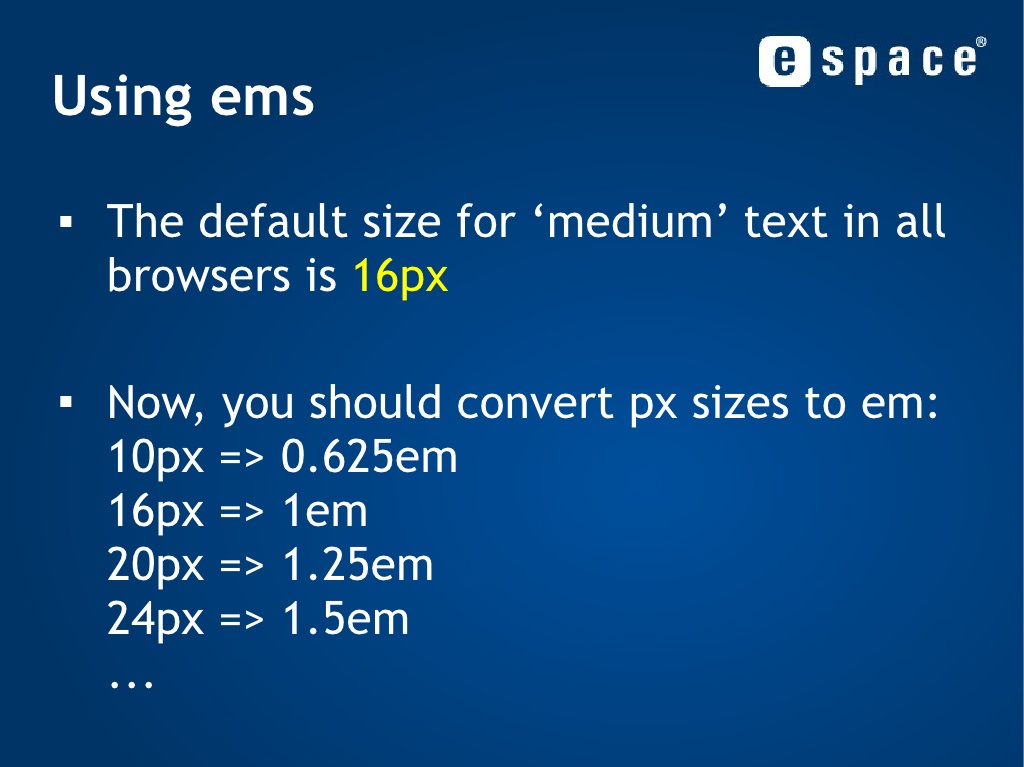 e space®
Using ems
▪ The default size for ‘medium’ text in all
browsers is 16px
▪ Now, you should convert px sizes to em:
10px => 0.625em
16px => 1em
20px => 1.25em
24px => 1.5em
...